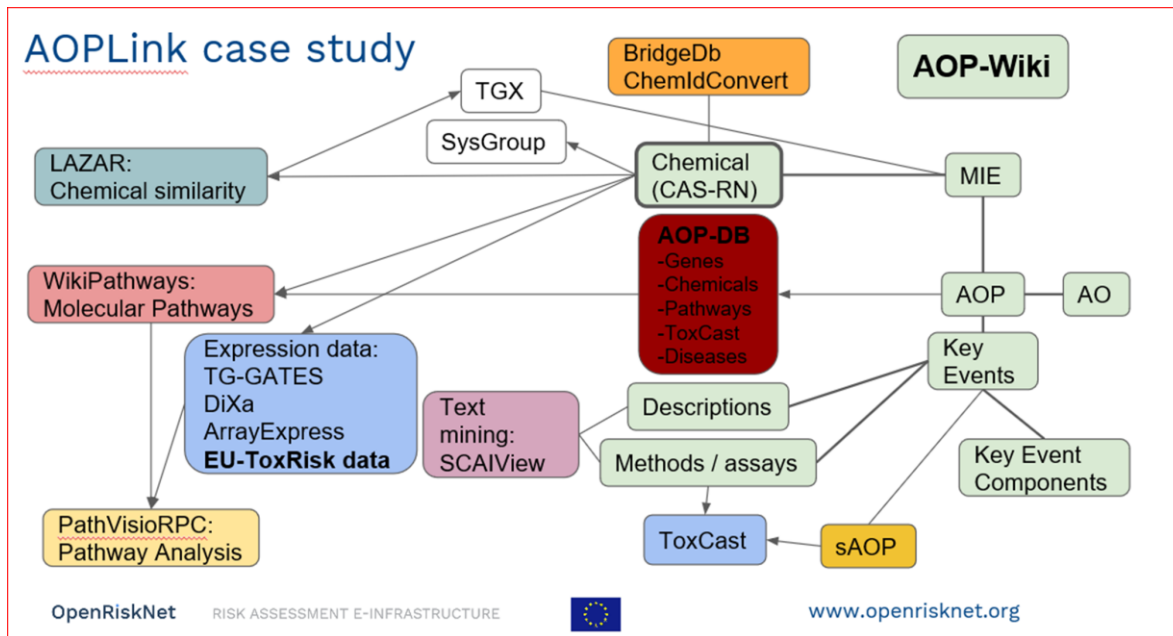 AOPLink case study
BridgeDb
ChemIdConvert
AOP-Wiki
TGX
SysGroup
LAZAR:
Chemical similarity
Chemical
(CAS-RN)
MIE
AOP-DB
-Genes
-Chemicals
-Pathways
-ToxCast
-Diseases
WikiPathways:
Molecular Pathways
AOP
AO
Expression data:
TG-GATES
DiXa
ArrayExpress
EU-ToxRisk data
Key
Events
Text
mining:
SCAIView
Descriptions
Methods / assays
Key Event
Components
PathVisioRPC:
Pathway Analysis
ToxCast
sAOP
OpenRiskNet
RISK ASSESSMENT E-INFRASTRUCTURE
www.openrisknet.org